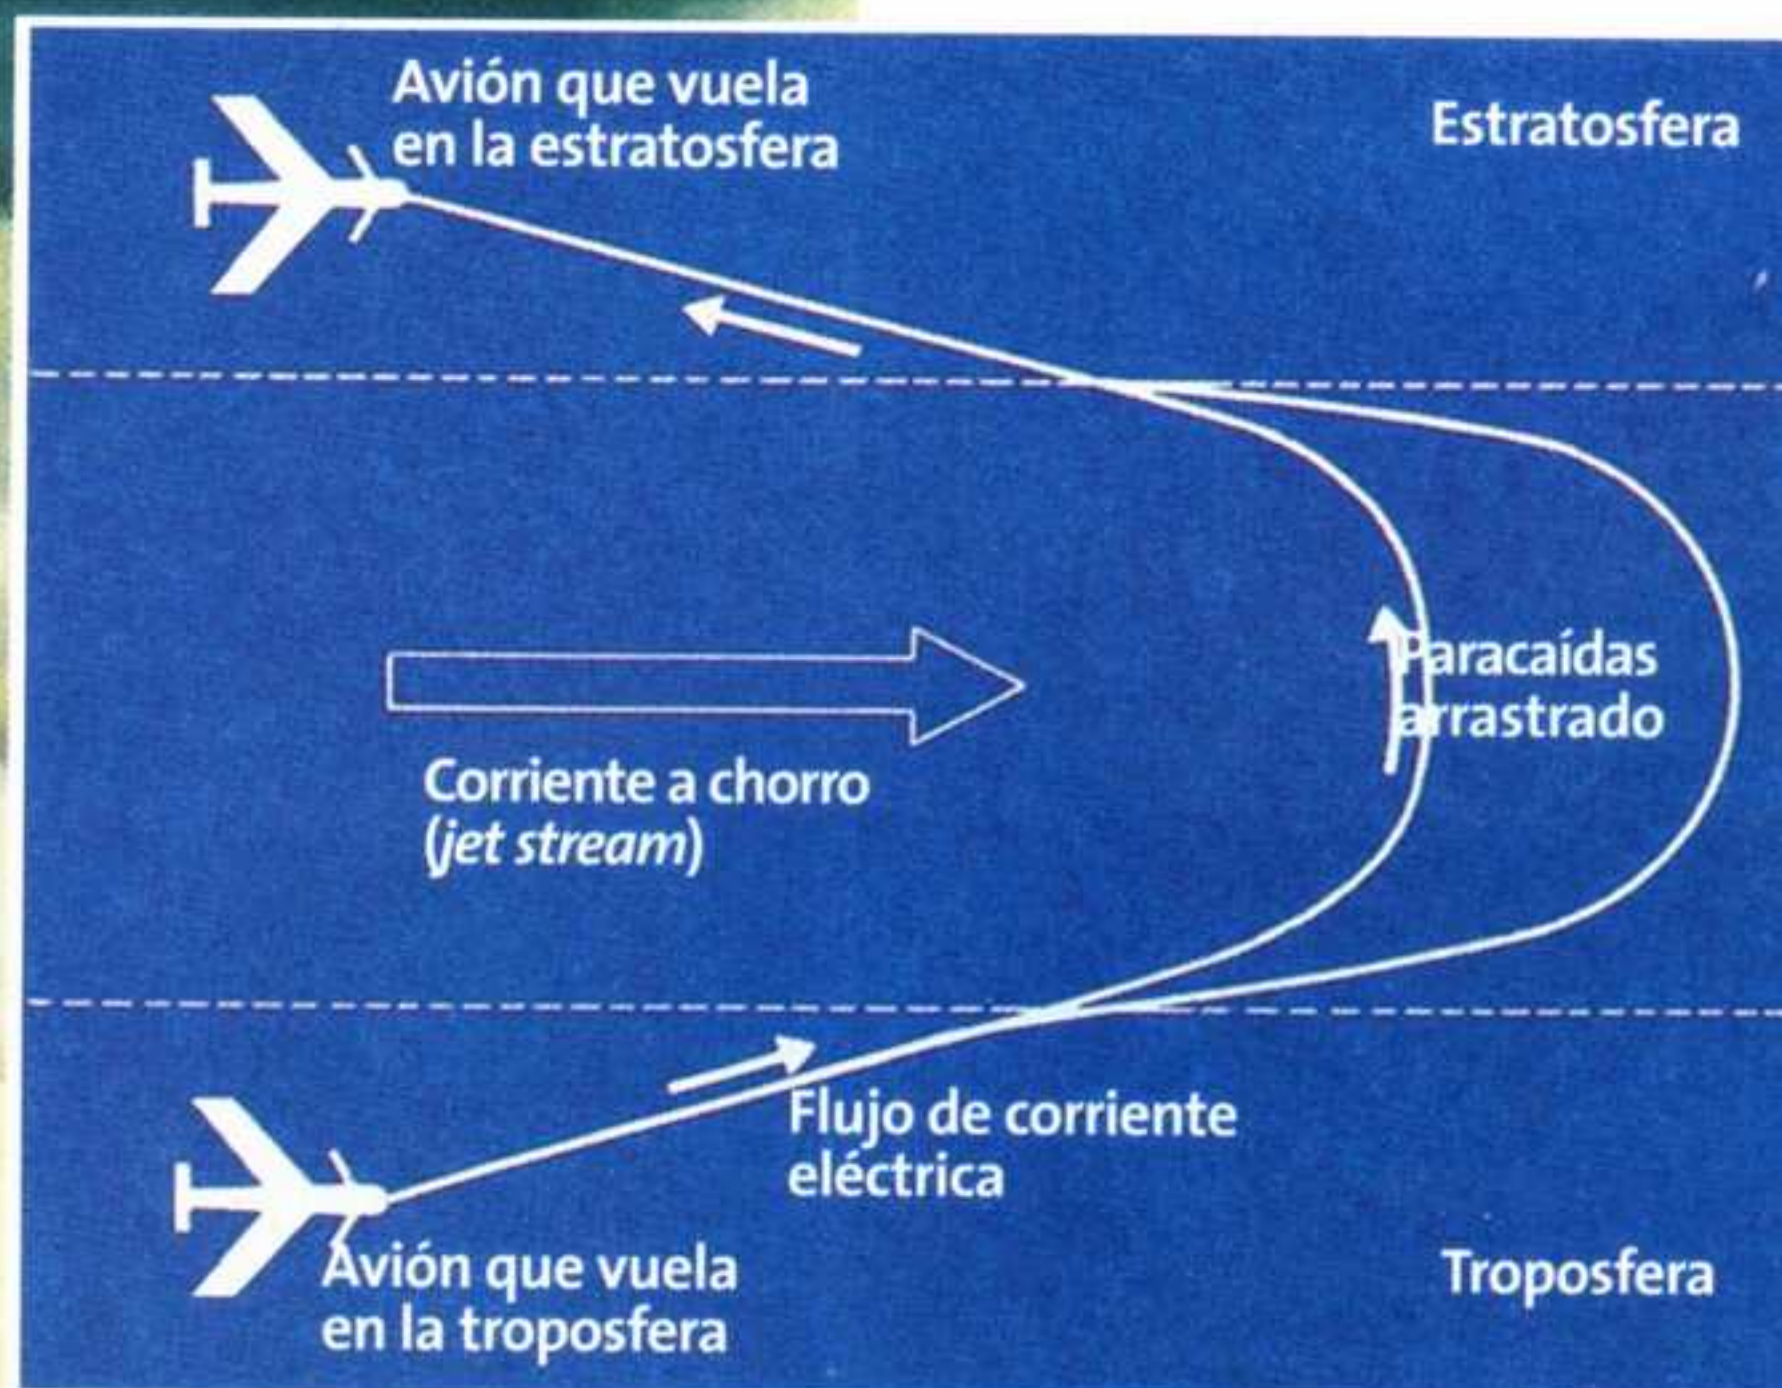 Avión que vuela
en la estratosfera
Estratosfera
Paracaídas
arrastrado
Corriente a chorro
(jet stream)
Flujo de corriente
eléctrica
Avión que vuela
en la troposfera
Troposfera